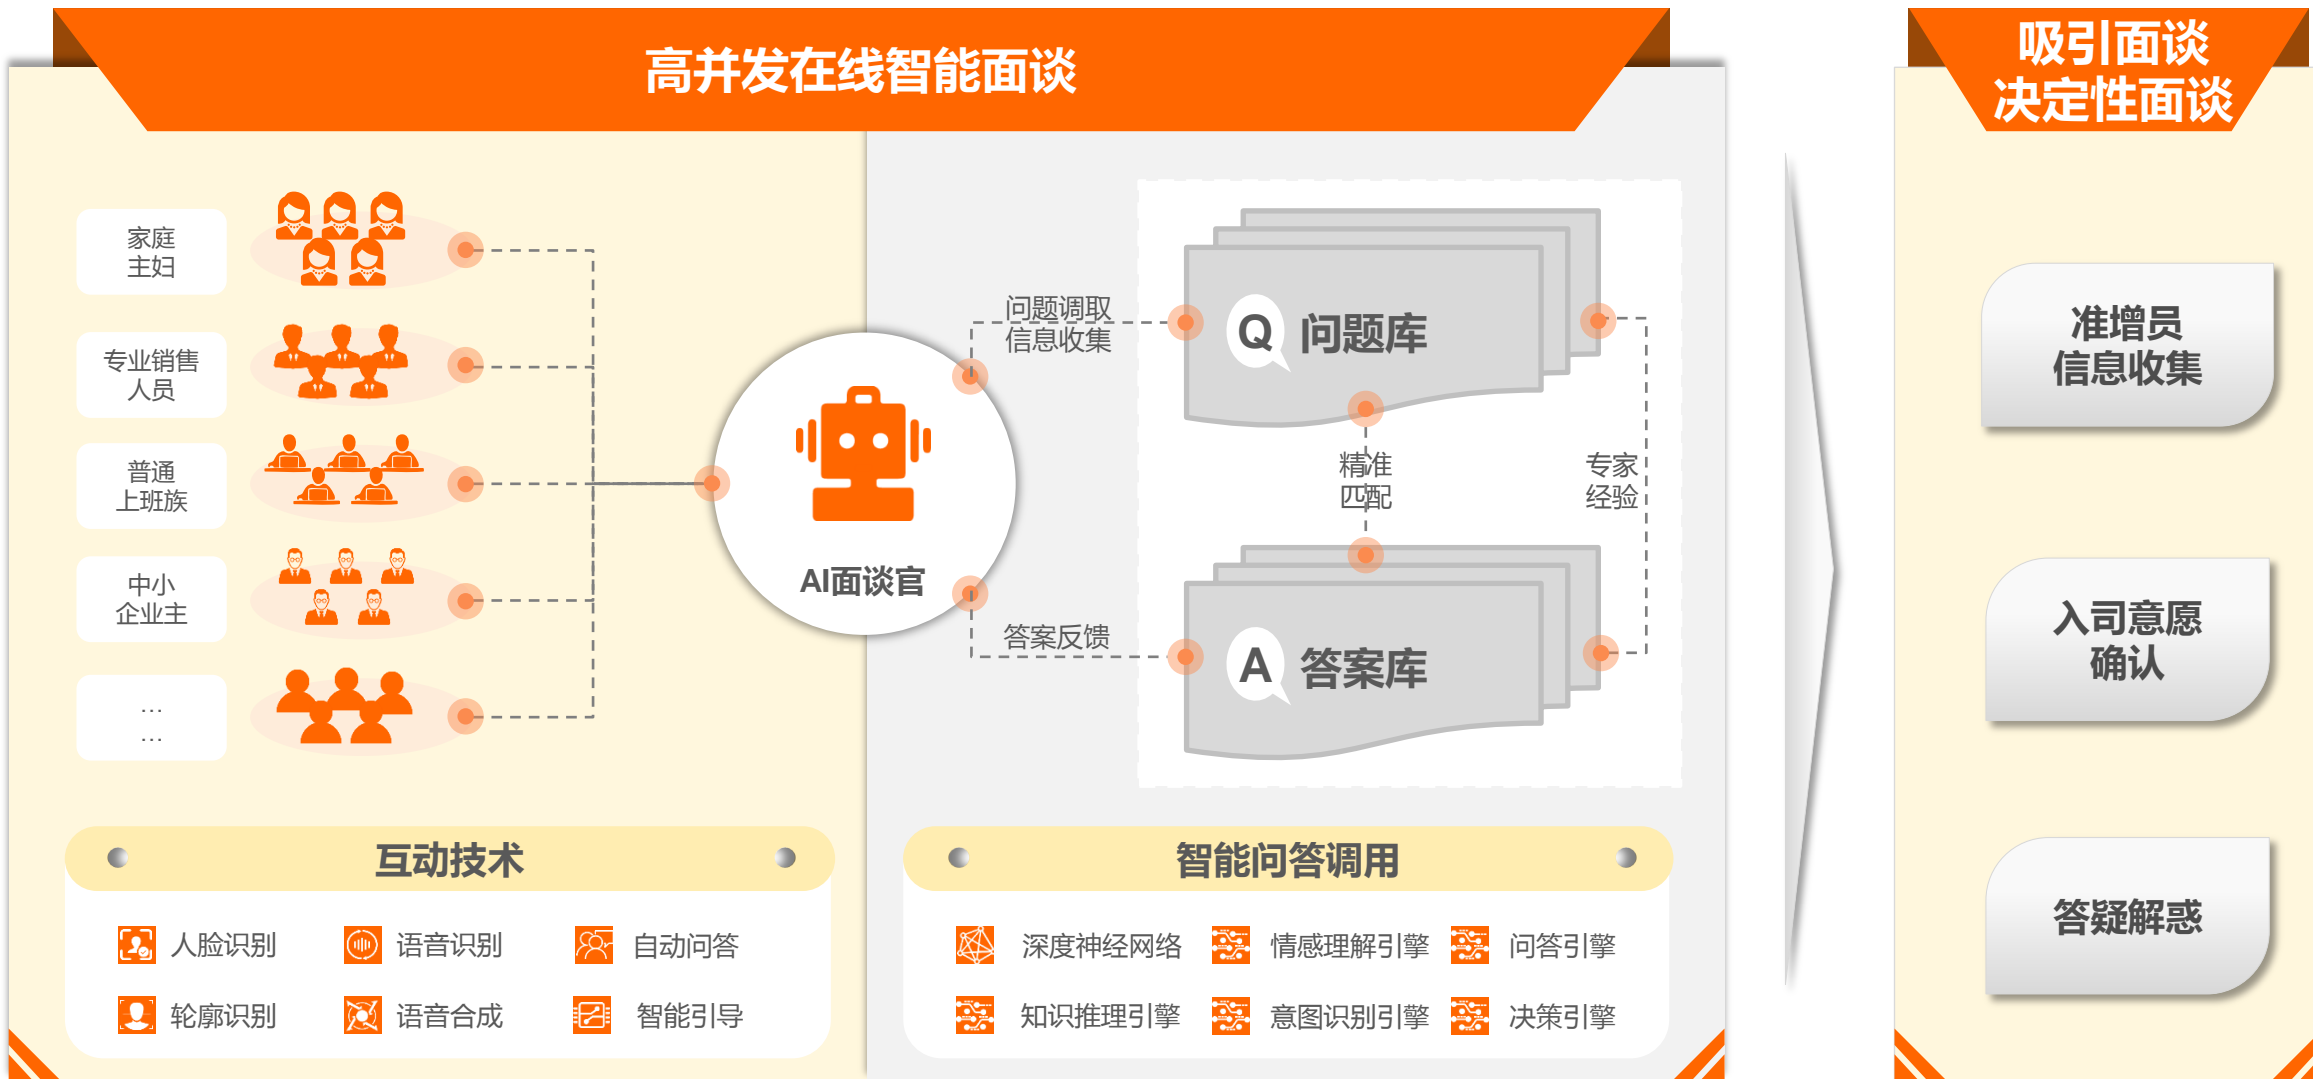 高并发在线智能面谈
吸引面谈
决定性面谈
家庭
主妇
专业销售
人员
普通
上班族
中小
企业主
…
…
AI面谈官
问题调取
信息收集
答案反馈
Q 问题库
精准
匹配
专家
经验
A 答案库
互动技术
人脸识别 语音识别 自动问答
轮廓识别 语音合成 智能引导
智能问答调用
深度神经网络 情感理解引擎 问答引擎
知识推理引擎 意图识别引擎 决策引擎
准增员
信息收集
入司意愿
确认
答疑解惑